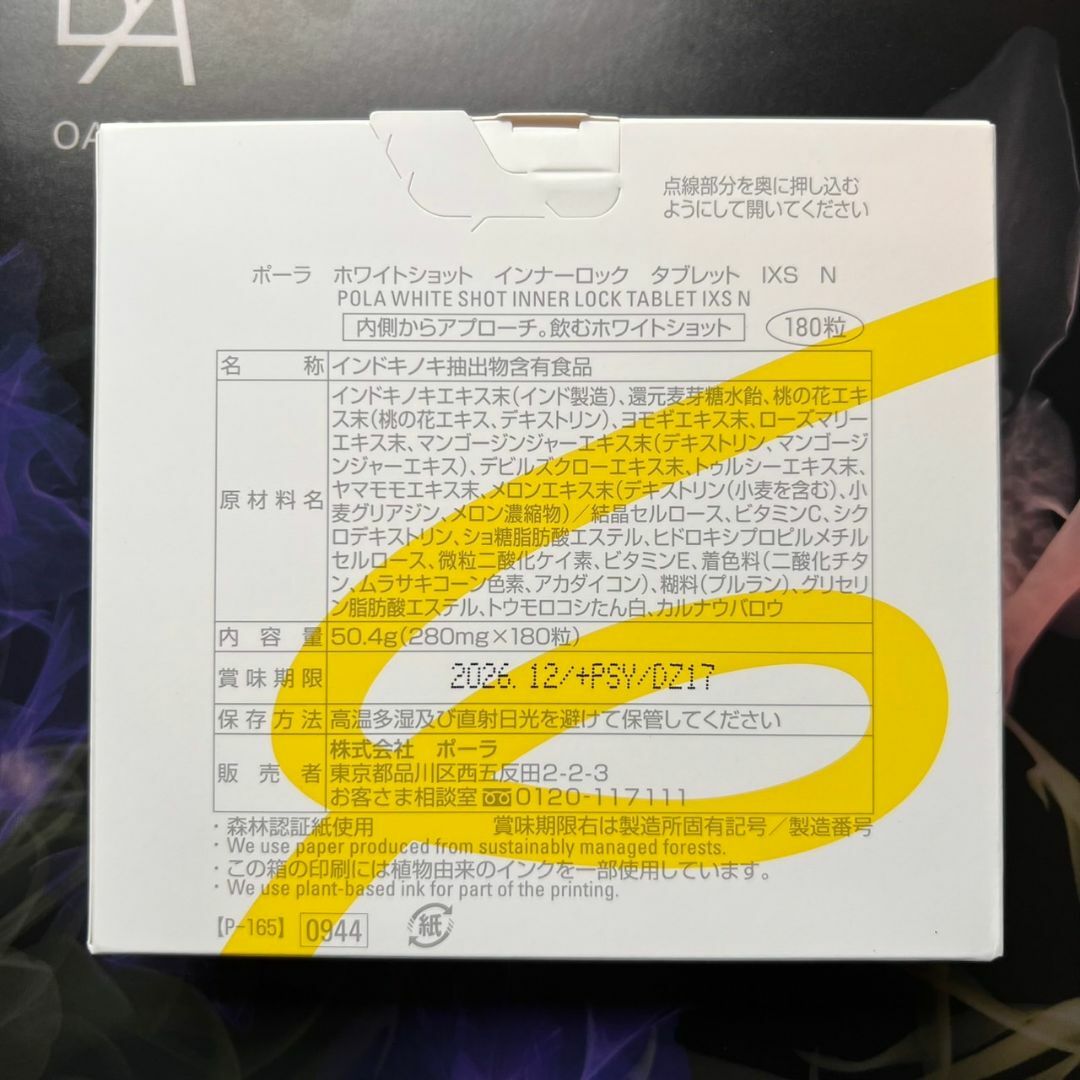 点線部分を奥に押し込む
ようにして開いてください
ポーラ ホワイトショット インナーロック タブレット IXS N
POLA WHITE SHOT INNER LOCK TABLET IXS N
内側からアプローチ。飲むホワイトショット 180粒
名称 インドキノキ抽出物含有食品
原材料名 インドキノキエキス末(インド製造)、還元麦芽糖水飴、桃の花エキ
ス末(桃の花エキス、デキストリン)、ヨモギエキス末、ローズマリー
エキス末、マンゴージンジャーエキス末(デキストリン、マンゴージ
ンジャーエキス)、デビルズクローエキス末、トゥルシーエキス末、
ヤマモモエキス末、メロンエキス末(デキストリン(小麦を含む)、小
麦グリアジン、メロン濃縮物)/結晶セルロース、ビタミンC、シク
ロデキストリン、ショ糖脂肪酸エステル、ヒドロキシプロピルメチル
セルロース、微粒二酸化ケイ素、ビタミンE、着色料(二酸化チタ
ン、ムラサキコーン色素、アカダイコン)、糊料(プルラン)、グリセリ
ン脂肪酸エステル、トウモロコシたん白、カルナウバロウ
内容量 50.4g(280mg×180粒)
賞味期限 2026.12/+PSY/DZ17
保存方法 高温多湿及び直射日光を避けて保管してください
販売者 株式会社 ポーラ
東京都品川区西五反田2-2-3
お客さま相談室 0120-117111
・森林認証紙使用 賞味期限右は製造所固有記号/製造番号
・We use paper produced from sustainably managed forests.
・この箱の印刷には植物由来のインクを一部使用しています。
・We use plant-based ink for part of the printing.
【P-165】 0944 紙